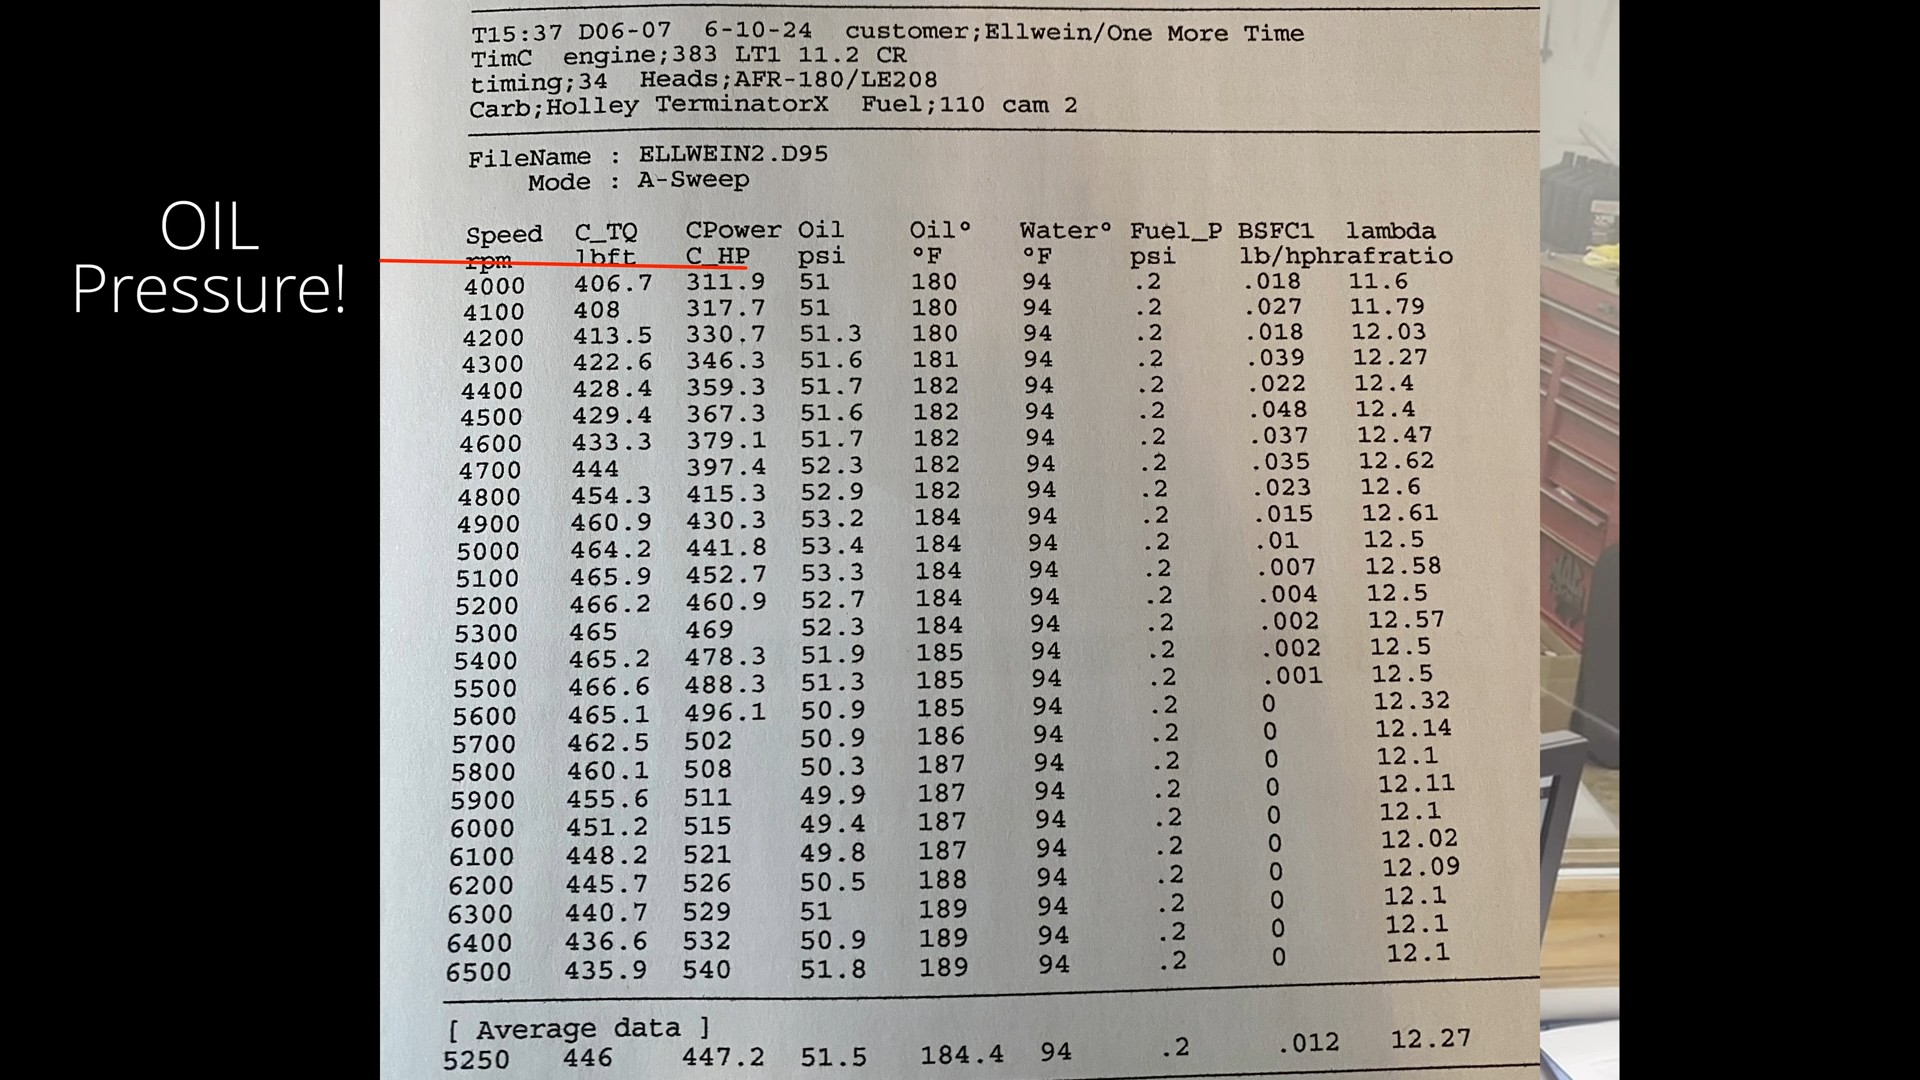 OIL
Pressure!
T15:37 D06-07 6-10-24 customer;Ellwein/One More Time
TimC engine;383 LT1 11.2 CR
timing;34 Heads;AFR-180/LE208
Carb;Holley TerminatorX Fuel;110 cam 2
FileName : ELLWEIN2.D95
Mode : A-Sweep
Speed C_TQ CPower Oil Oil° Water° Fuel_P BSFC1 lambda
rpm lbft C_HP psi °F °F psi lb/hphrafratio
4000 406.7 311.9 51 180 94 .2 .018 11.6
4100 408 317.7 51 180 94 .2 .027 11.79
4200 413.5 330.7 51.3 180 94 .2 .018 12.03
4300 422.6 346.3 51.6 181 94 .2 .039 12.27
4400 428.4 359.3 51.7 182 94 .2 .022 12.4
4500 429.4 367.3 51.6 182 94 .2 .048 12.4
4600 433.3 379.1 51.7 182 94 .2 .037 12.47
4700 444 397.4 52.3 182 94 .2 .035 12.62
4800 454.3 415.3 52.9 182 94 .2 .023 12.6
4900 460.9 430.3 53.2 184 94 .2 .015 12.61
5000 464.2 441.8 53.4 184 94 .2 .01 12.5
5100 465.9 452.7 53.3 184 94 .2 .007 12.58
5200 466.2 460.9 52.7 184 94 .2 .004 12.5
5300 465 469 52.3 184 94 .2 .002 12.57
5400 465.2 478.3 51.9 185 94 .2 .002 12.5
5500 466.6 488.3 51.3 185 94 .2 .001 12.5
5600 465.1 496.1 50.9 185 94 .2 0 12.32
5700 462.5 502 50.9 186 94 .2 0 12.14
5800 460.1 508 50.3 187 94 .2 0 12.1
5900 455.6 511 49.9 187 94 .2 0 12.11
6000 451.2 515 49.4 187 94 .2 0 12.1
6100 448.2 521 49.8 187 94 .2 0 12.02
6200 445.7 526 50.5 188 94 .2 0 12.09
6300 440.7 529 51 189 94 .2 0 12.1
6400 436.6 532 50.9 189 94 .2 0 12.1
6500 435.9 540 51.8 189 94 .2 0 12.1
[ Average data ]
5250 446 447.2 51.5 184.4 94 .2 .012 12.27